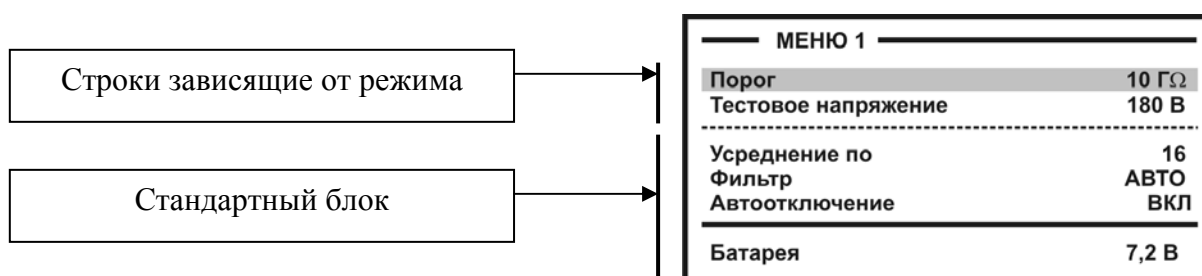 Строки зависящие от режима
Стандартный блок
МЕНЮ 1
Порог 10 ГΩ
Тестовое напряжение 180 В
Усреднение по 16
Фильтр АВТО
Автоотключение ВКЛ
Батарея 7,2 В